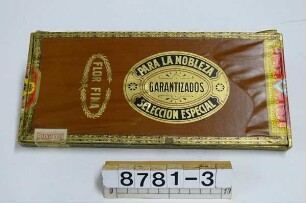 FLOR FINA
PARA LA NOBLEZA
GARANTIZADOS
SELECCION ESPECIAL
8781-3